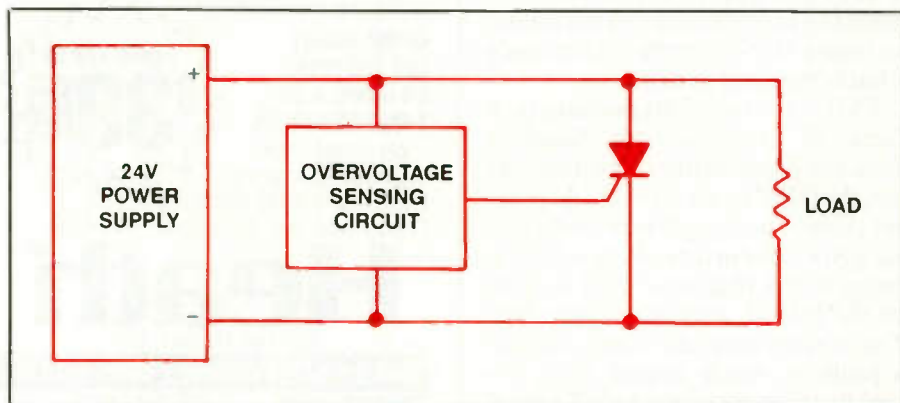 +
24V
POWER
SUPPLY
−
OVERVOLTAGE
SENSING
CIRCUIT
LOAD